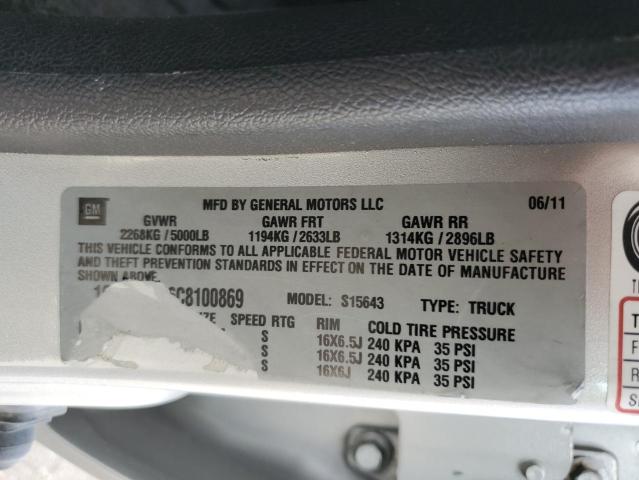 GM
MFD BY GENERAL MOTORS LLC 06/11
GVWR GAWR FRT GAWR RR
2268KG / 5000LB 1194KG / 2633LB 1314KG / 2896LB
THIS VEHICLE CONFORMS TO ALL APPLICABLE FEDERAL MOTOR VEHICLE SAFETY
AND THEFT PREVENTION STANDARDS IN EFFECT ON THE DATE OF MANUFACTURE
SHOWN ABOVE.
C8100869 MODEL: S15643 TYPE: TRUCK
SPEED RTG RIM COLD TIRE PRESSURE
S 16X6.5J 240 KPA 35 PSI
S 16X6.5J 240 KPA 35 PSI
S 16X6J 240 KPA 35 PSI